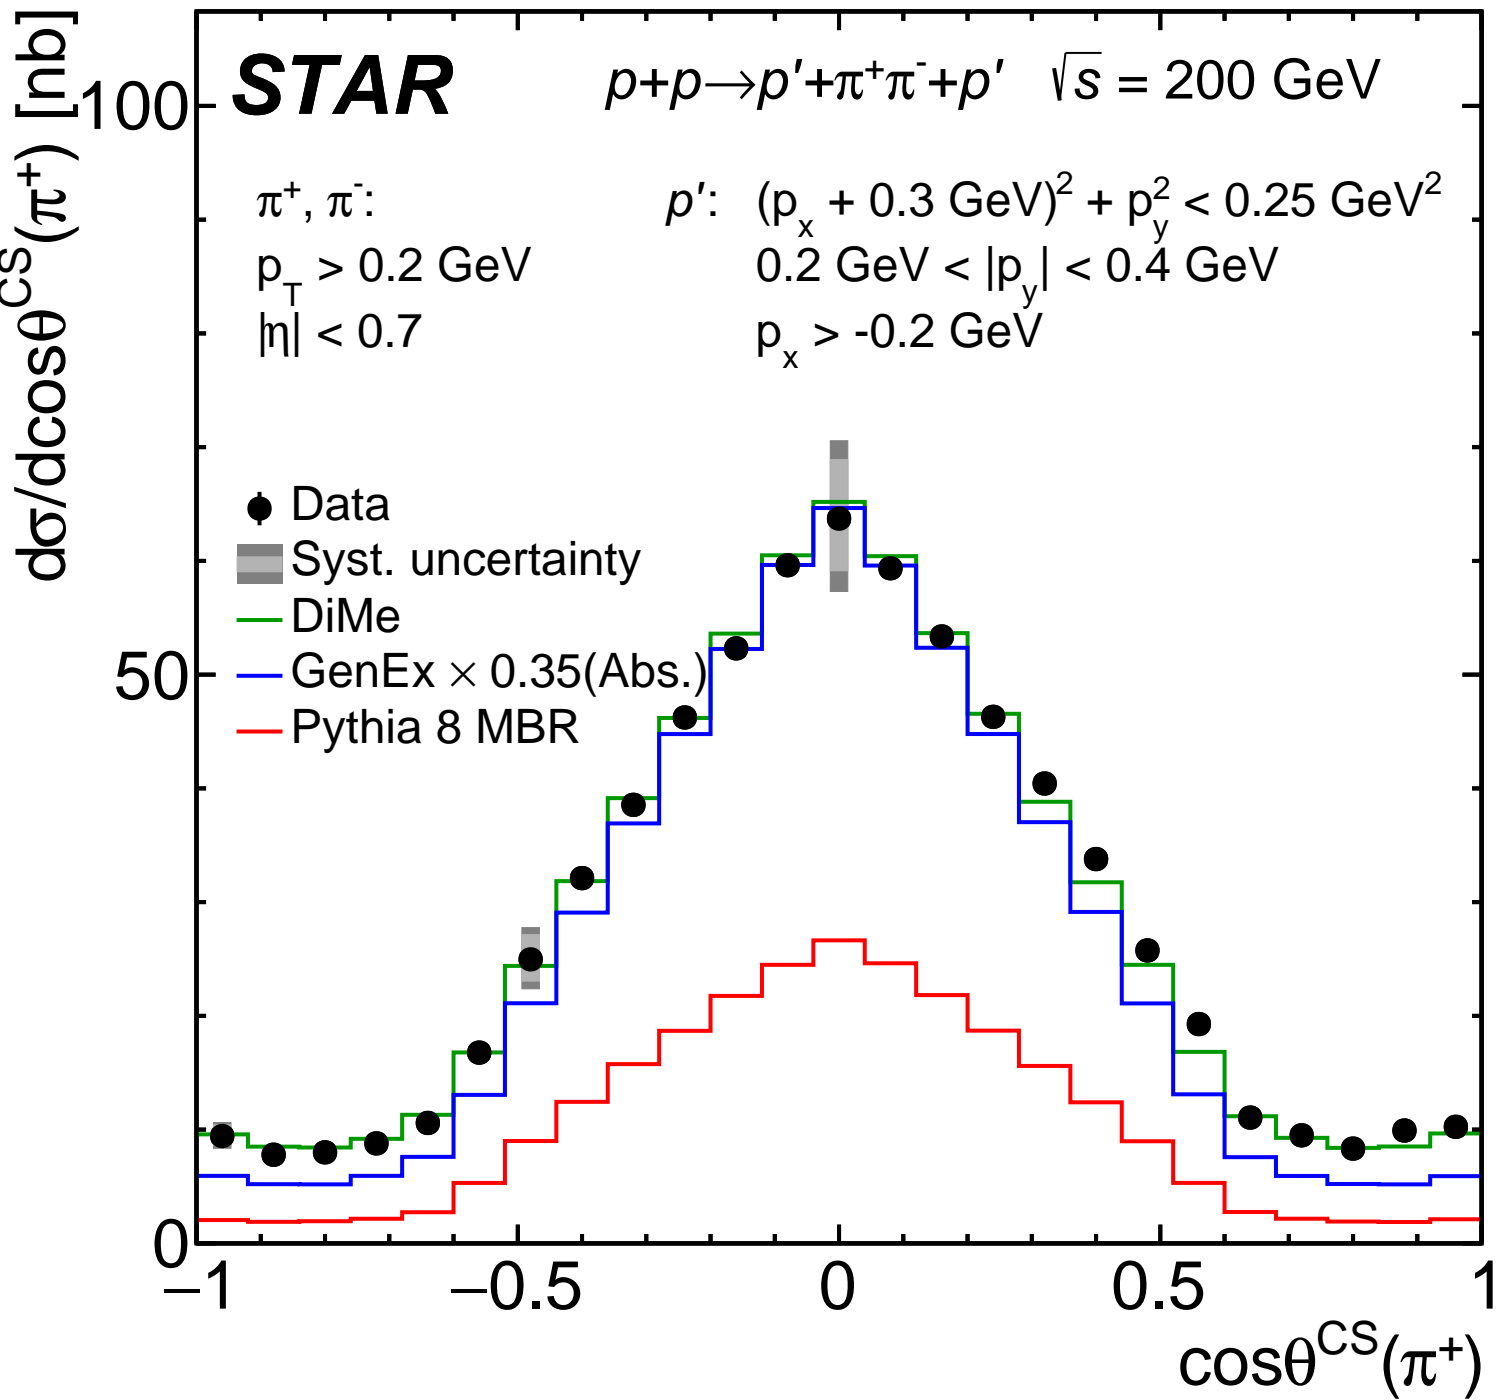 STAR p+p→p′+π⁺π⁻+p′ √s = 200 GeV
π⁺, π⁻: p′: (pₓ + 0.3 GeV)² + p_y² < 0.25 GeV²
p_T > 0.2 GeV 0.2 GeV < |p_y| < 0.4 GeV
|η| < 0.7 pₓ > -0.2 GeV
dσ/dcosθ^CS(π⁺) [nb]
100
50
0
Data
Syst. uncertainty
DiMe
GenEx × 0.35(Abs.)
Pythia 8 MBR
−1 −0.5 0 0.5 1
cosθ^CS(π⁺)